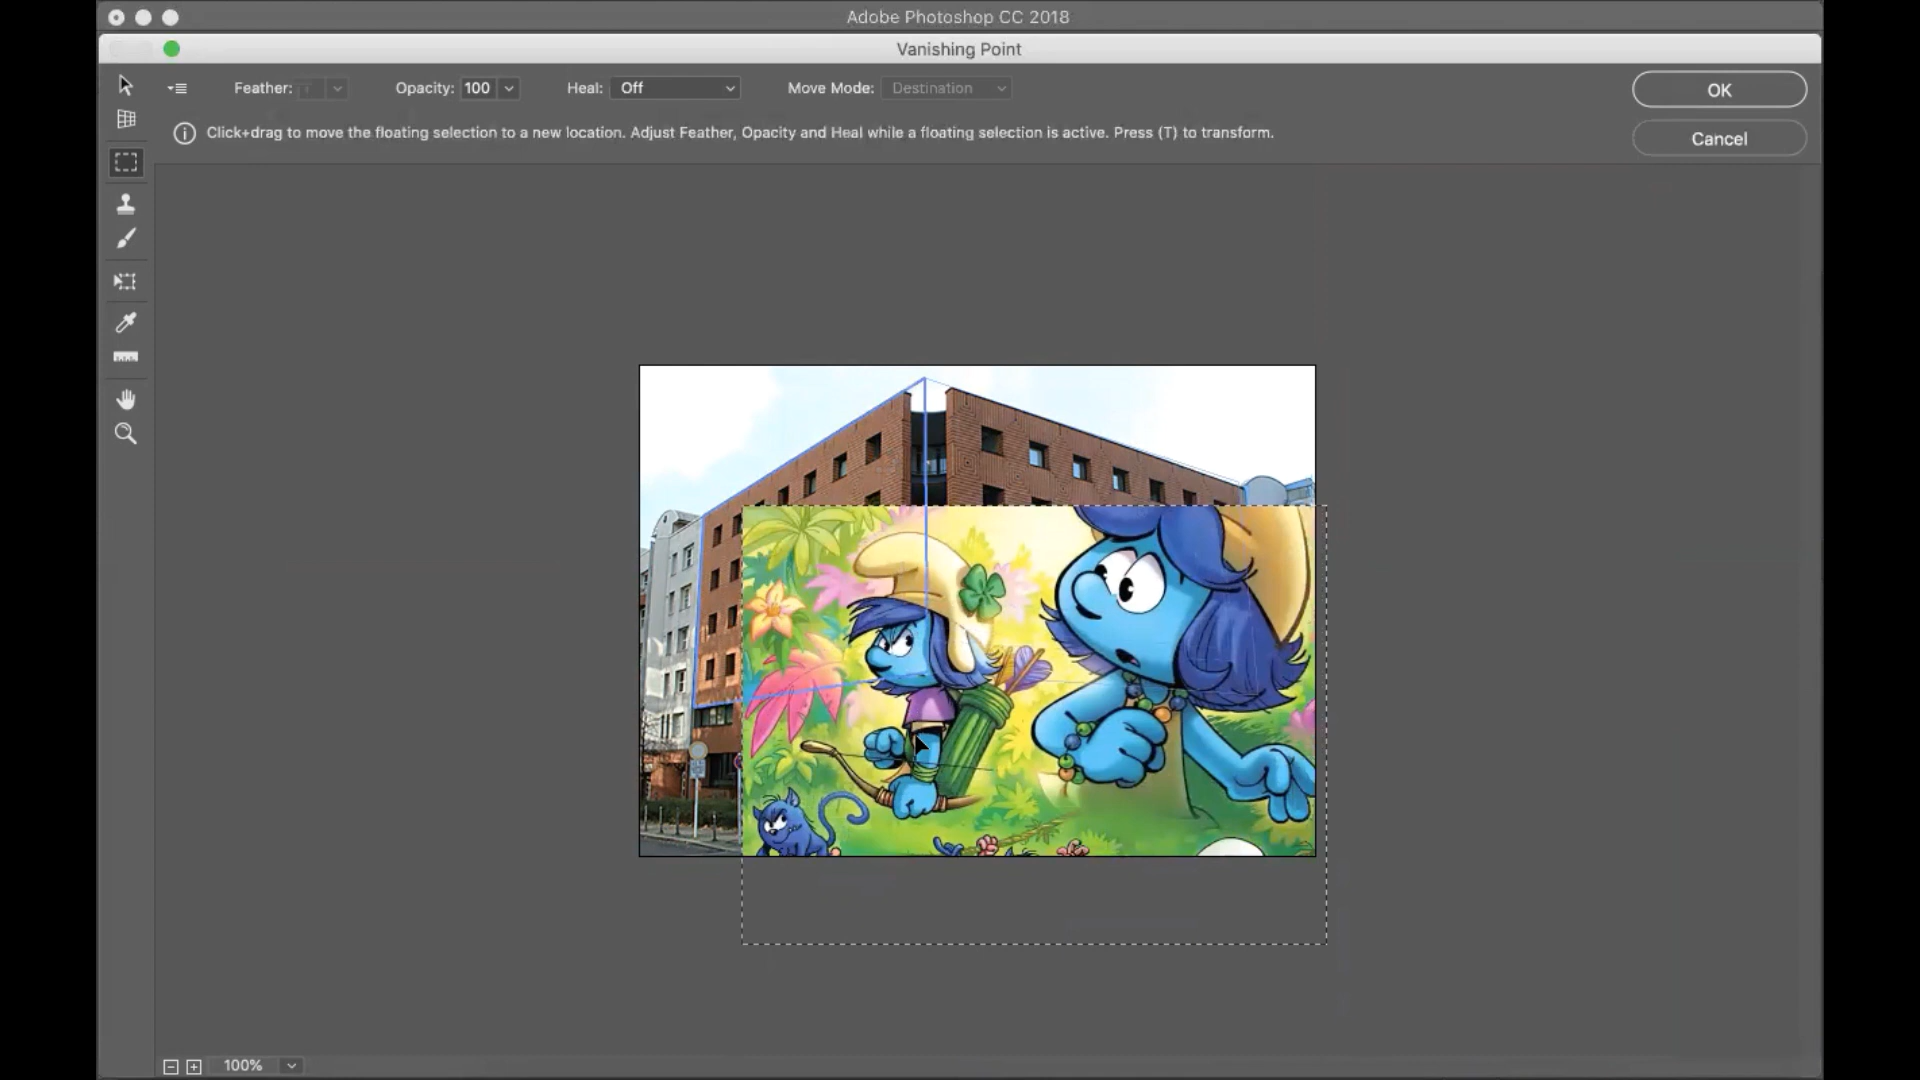 Adobe Photoshop CC 2018
Vanishing Point
Feather:
Opacity: 100
Heal: Off
Move Mode: Destination
OK
Click+drag to move the floating selection to a new location. Adjust Feather, Opacity and Heal while a floating selection is active. Press (T) to transform.
Cancel
100%